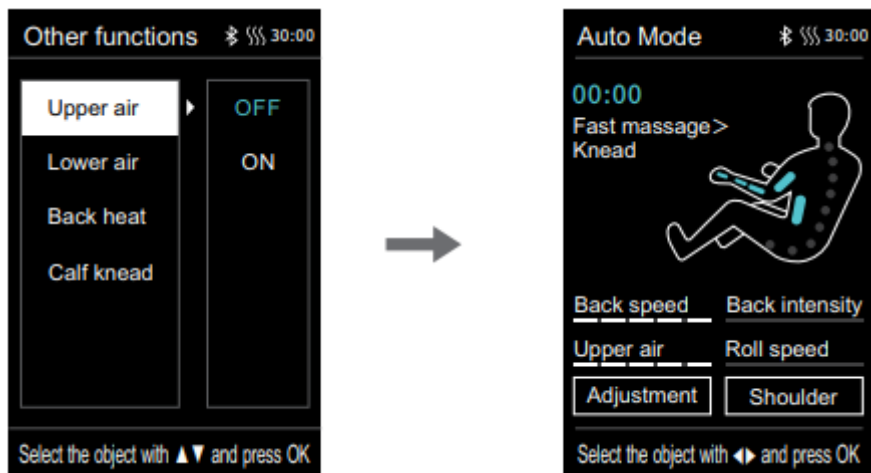 Other functions 30:00
Upper air OFF
Lower air ON
Back heat
Calf knead
Select the object with ▲▼ and press OK
Auto Mode 30:00
00:00
Fast massage>
Knead
Back speed Back intensity
Upper air Roll speed
Adjustment Shoulder
Select the object with ◀▶ and press OK